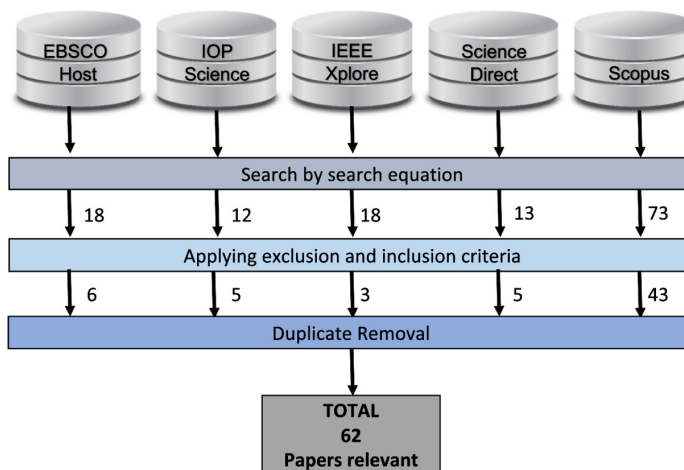 EBSCO
Host
IOP
Science
IEEE
Xplore
Science
Direct
Scopus
Search by search equation
18
12
18
13
73
Applying exclusion and inclusion criteria
6
5
3
5
43
Duplicate Removal
TOTAL
62
Papers relevant